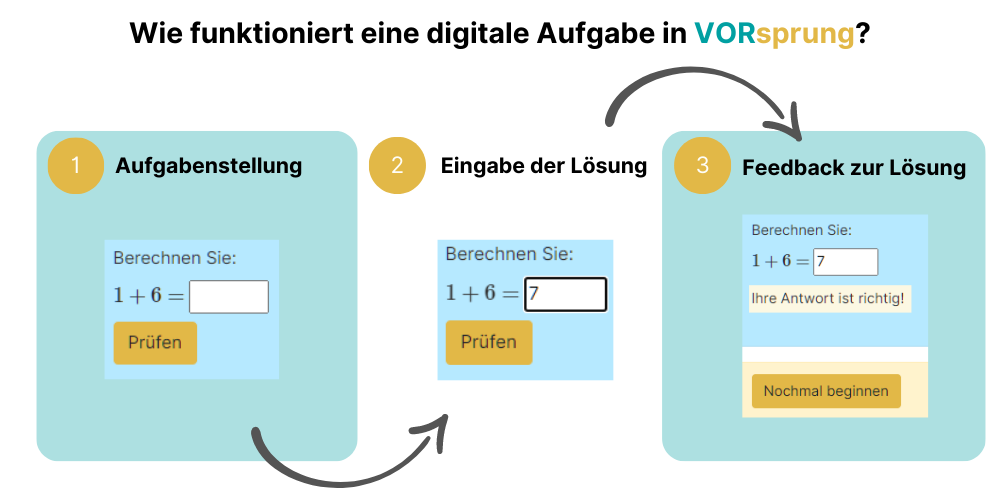 Wie funktioniert eine digitale Aufgabe in VORsprung?
1 Aufgabenstellung
Berechnen Sie:
1 + 6 =
Prüfen
2 Eingabe der Lösung
Berechnen Sie:
1 + 6 = 7
Prüfen
3 Feedback zur Lösung
Berechnen Sie:
1 + 6 = 7
Ihre Antwort ist richtig!
Nochmal beginnen